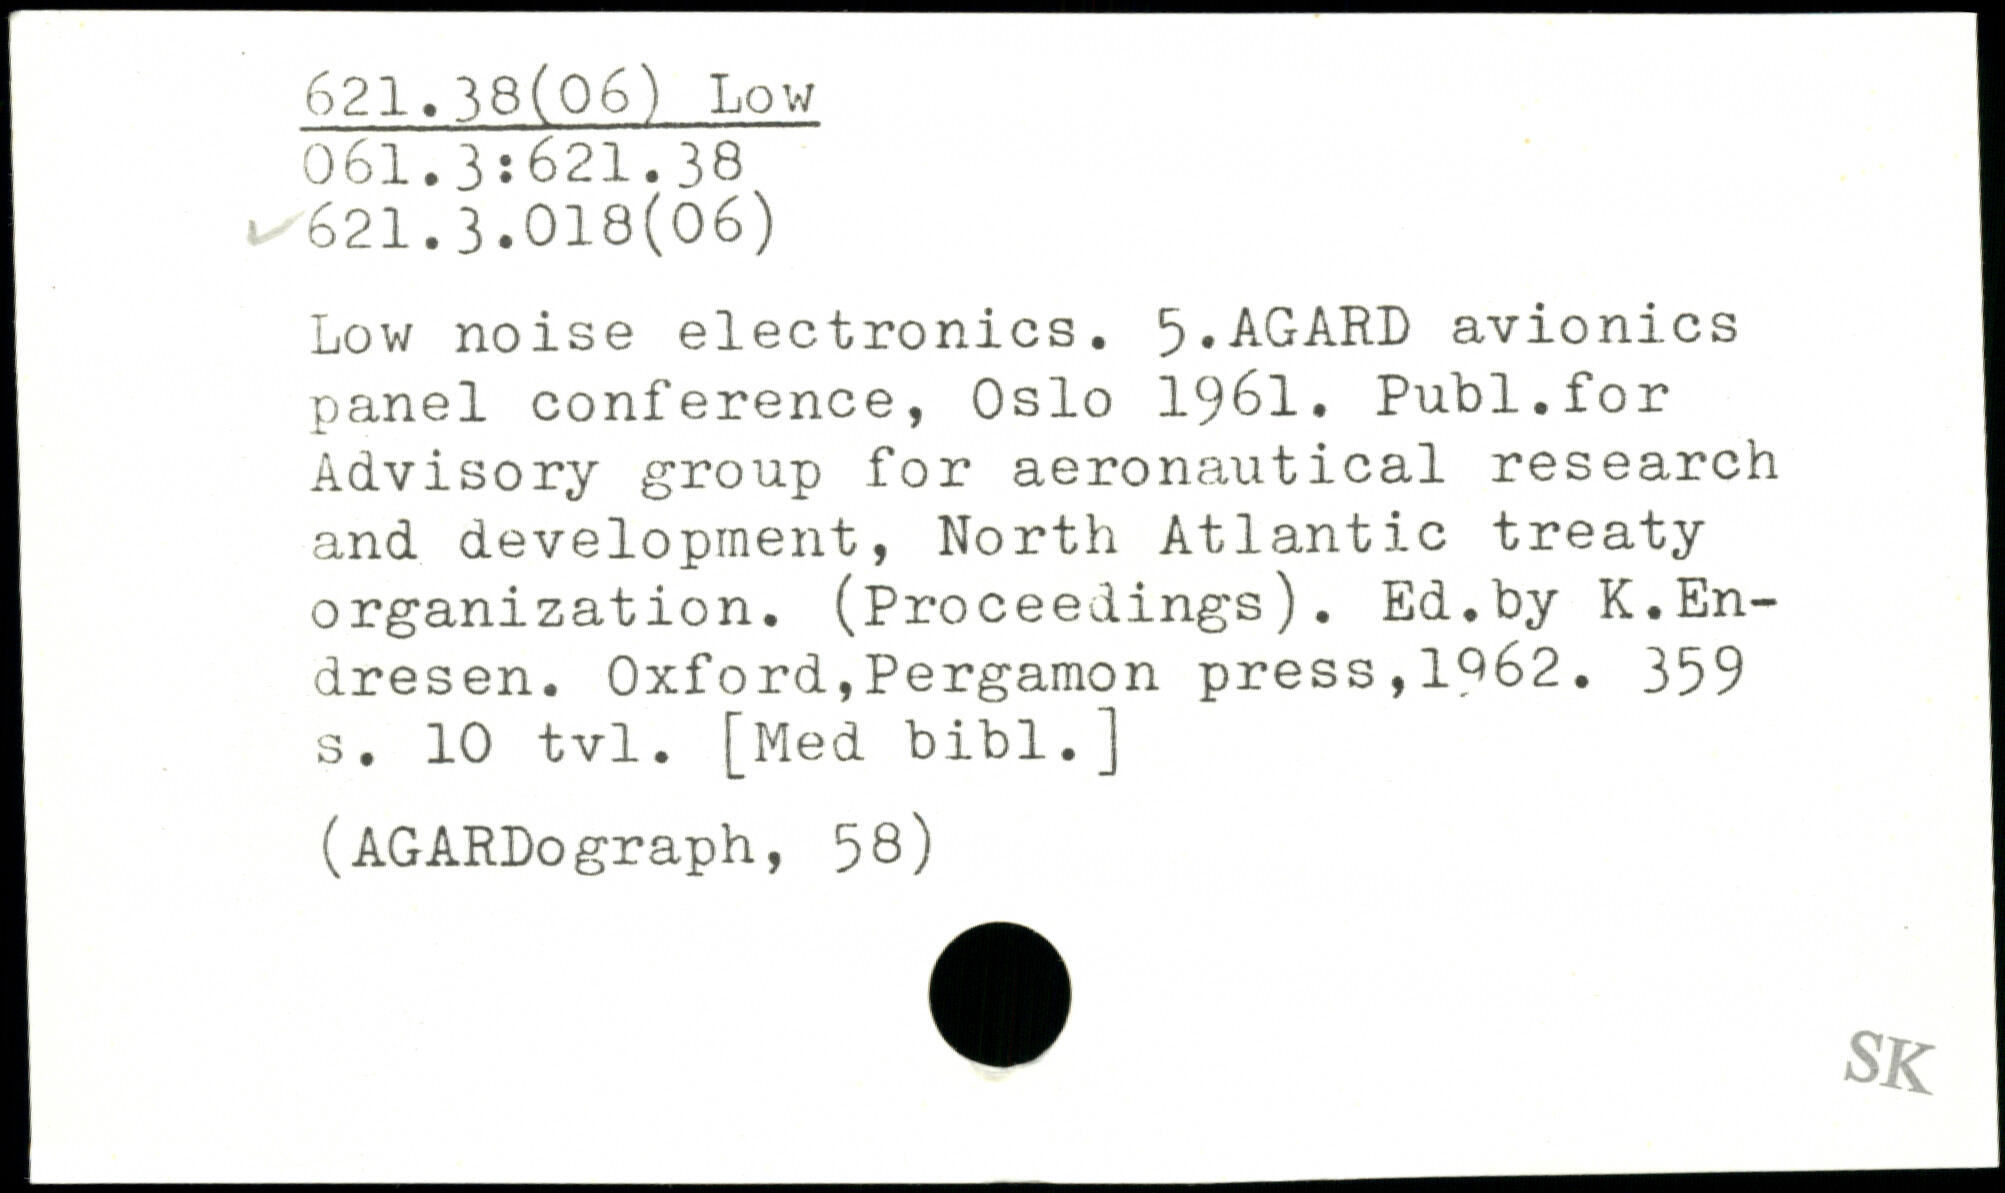 621.38(06) Low
061.3:621.38
✓621.3.018(06)
Low noise electronics. 5.AGARD avionics
panel conference, Oslo 1961. Publ.for
Advisory group for aeronautical research
and development, North Atlantic treaty
organization. (Proceedings). Ed.by K.En-
dresen. Oxford,Pergamon press,1962. 359
s. 10 tvl. [Med bibl.]
(AGARDograph, 58)
SK